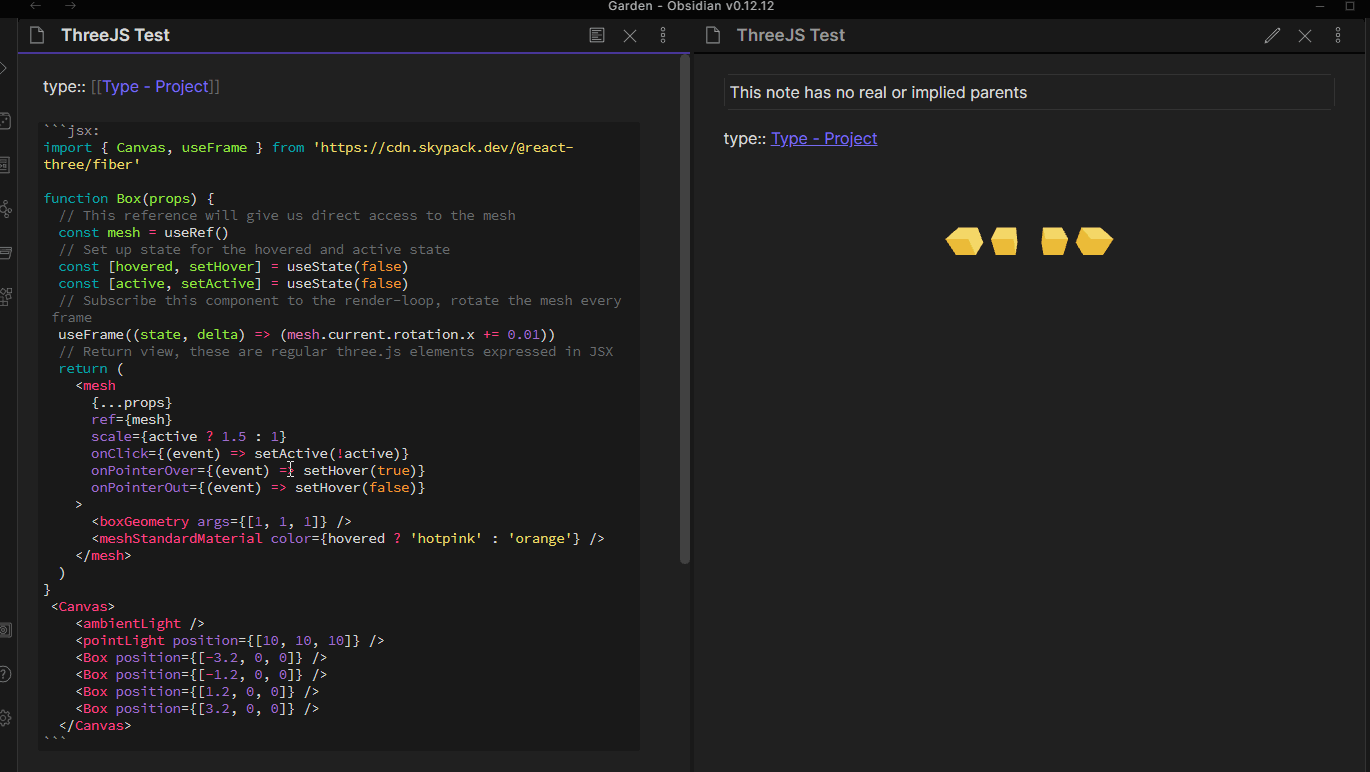 Garden - Obsidian v0.12.12
ThreeJS Test
type:: [[Type - Project]]
```jsx:
import { Canvas, useFrame } from 'https://cdn.skypack.dev/@react-
three/fiber'
function Box(props) {
// This reference will give us direct access to the mesh
const mesh = useRef()
// Set up state for the hovered and active state
const [hovered, setHover] = useState(false)
const [active, setActive] = useState(false)
// Subscribe this component to the render-loop, rotate the mesh every
frame
useFrame((state, delta) => (mesh.current.rotation.x += 0.01))
// Return view, these are regular three.js elements expressed in JSX
return (
<mesh
{...props}
ref={mesh}
scale={active ? 1.5 : 1}
onClick={(event) => setActive(!active)}
onPointerOver={(event) => setHover(true)}
onPointerOut={(event) => setHover(false)}
>
<boxGeometry args={[1, 1, 1]} />
<meshStandardMaterial color={hovered ? 'hotpink' : 'orange'} />
</mesh>
)
}
<Canvas>
<ambientLight />
<pointLight position={[10, 10, 10]} />
<Box position={[-3.2, 0, 0]} />
<Box position={[-1.2, 0, 0]} />
<Box position={[1.2, 0, 0]} />
<Box position={[3.2, 0, 0]} />
</Canvas>
```
ThreeJS Test
This note has no real or implied parents
type:: Type - Project